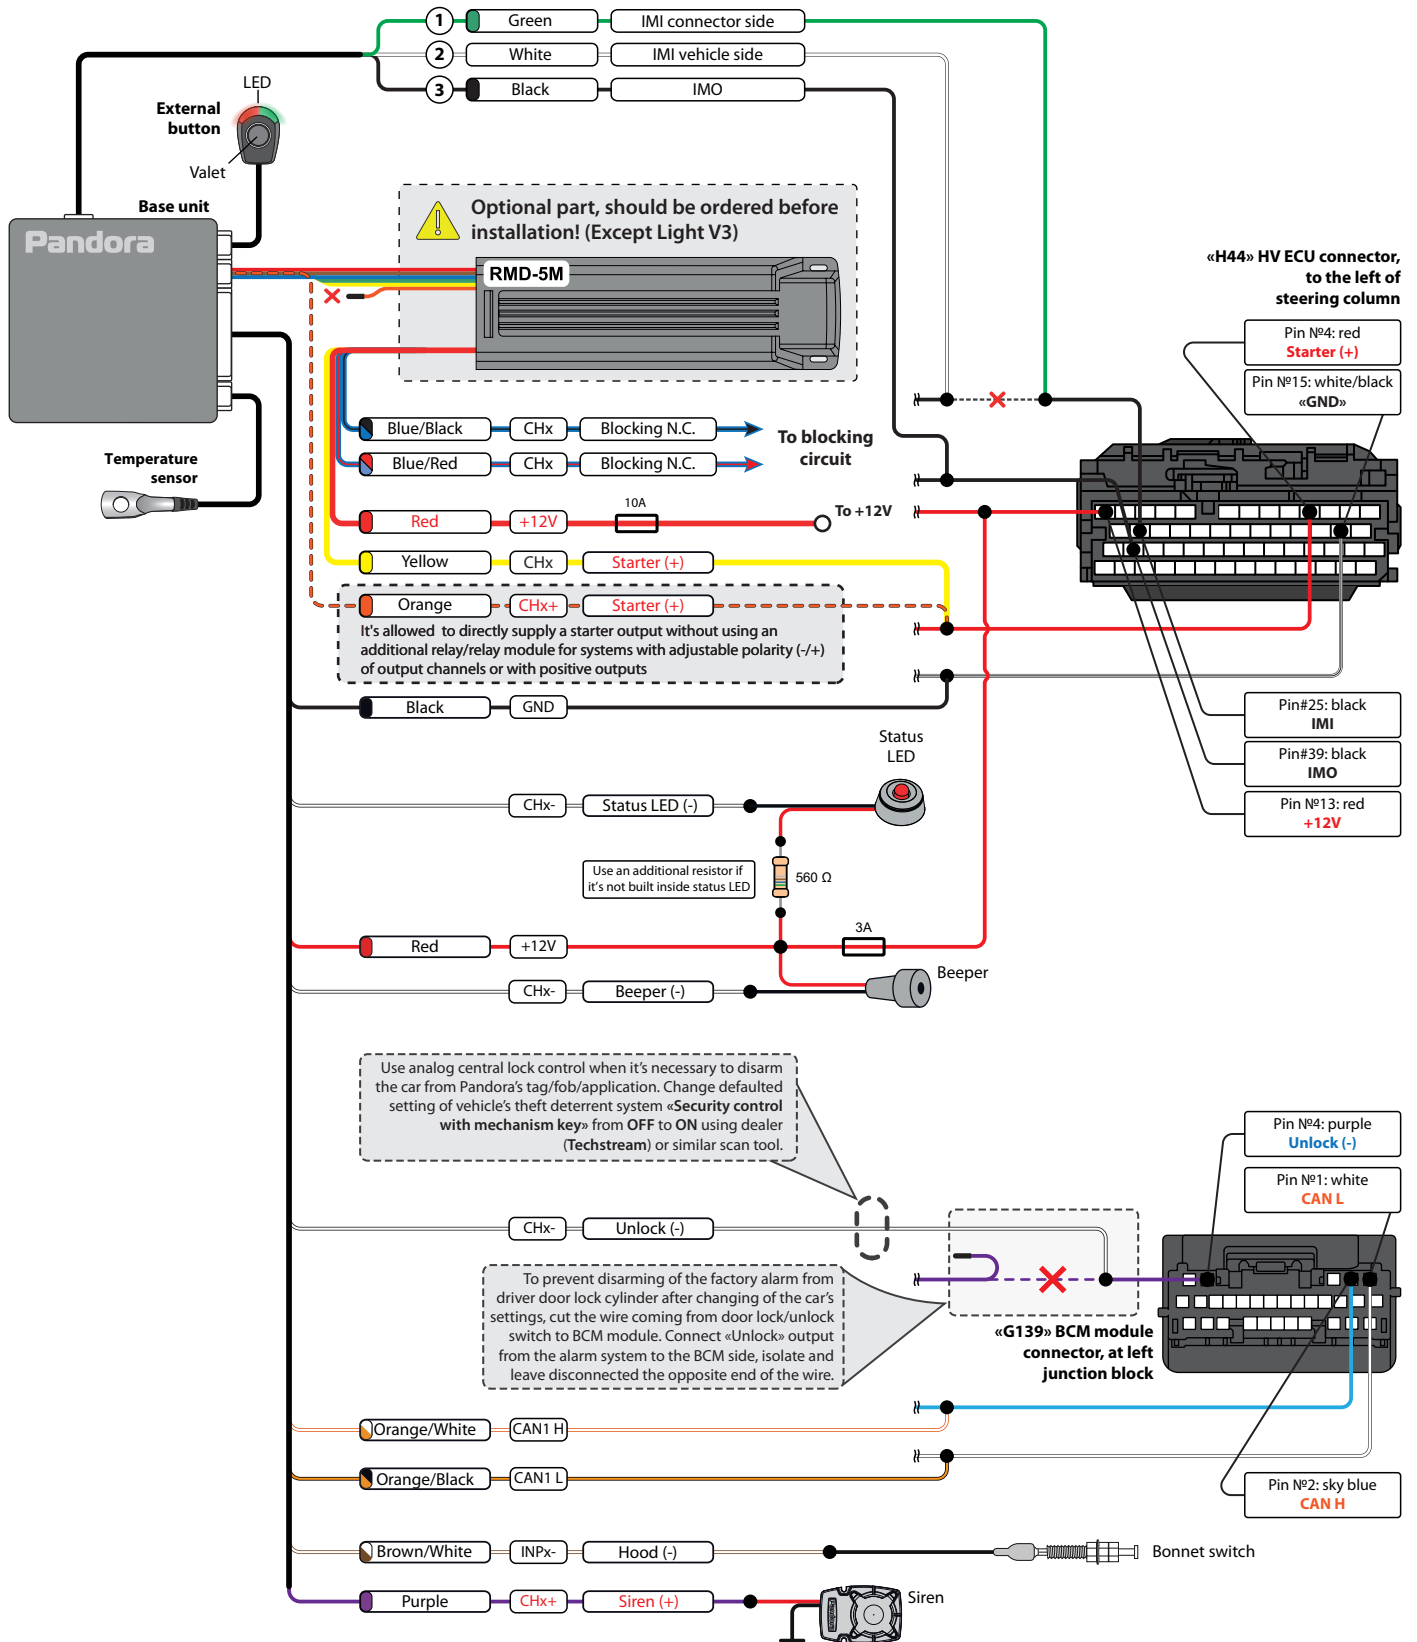 1 Green IMI connector side
2 White IMI vehicle side
3 Black IMO
LED
External
button
Valet
Base unit
Pandora
Optional part, should be ordered before
installation! (Except Light V3)
RMD-5M
Temperature
sensor
Blue/Black CHx Blocking N.C.
Blue/Red CHx Blocking N.C.
To blocking
circuit
Red +12V 10A To +12V
Yellow CHx Starter (+)
Orange CHx+ Starter (+)
It's allowed to directly supply a starter output without using an
additional relay/relay module for systems with adjustable polarity (-/+)
of output channels or with positive outputs
Black GND
«H44» HV ECU connector,
to the left of
steering column
Pin №4: red
Starter (+)
Pin №15: white/black
«GND»
Pin#25: black
IMI
Pin#39: black
IMO
Pin №13: red
+12V
Status
LED
CHx- Status LED (-)
Use an additional resistor if
it's not built inside status LED
560 Ω
Red +12V 3A
CHx- Beeper (-)
Beeper
Use analog central lock control when it's necessary to disarm
the car from Pandora's tag/fob/application. Change defaulted
setting of vehicle's theft deterrent system «Security control
with mechanism key» from OFF to ON using dealer
(Techstream) or similar scan tool.
CHx- Unlock (-)
To prevent disarming of the factory alarm from
driver door lock cylinder after changing of the car's
settings, cut the wire coming from door lock/unlock
switch to BCM module. Connect «Unlock» output
from the alarm system to the BCM side, isolate and
leave disconnected the opposite end of the wire.
Pin №4: purple
Unlock (-)
Pin №1: white
CAN L
«G139» BCM module
connector, at left
junction block
Pin №2: sky blue
CAN H
Orange/White CAN1 H
Orange/Black CAN1 L
Brown/White INPx- Hood (-)
Bonnet switch
Purple CHx+ Siren (+)
Siren